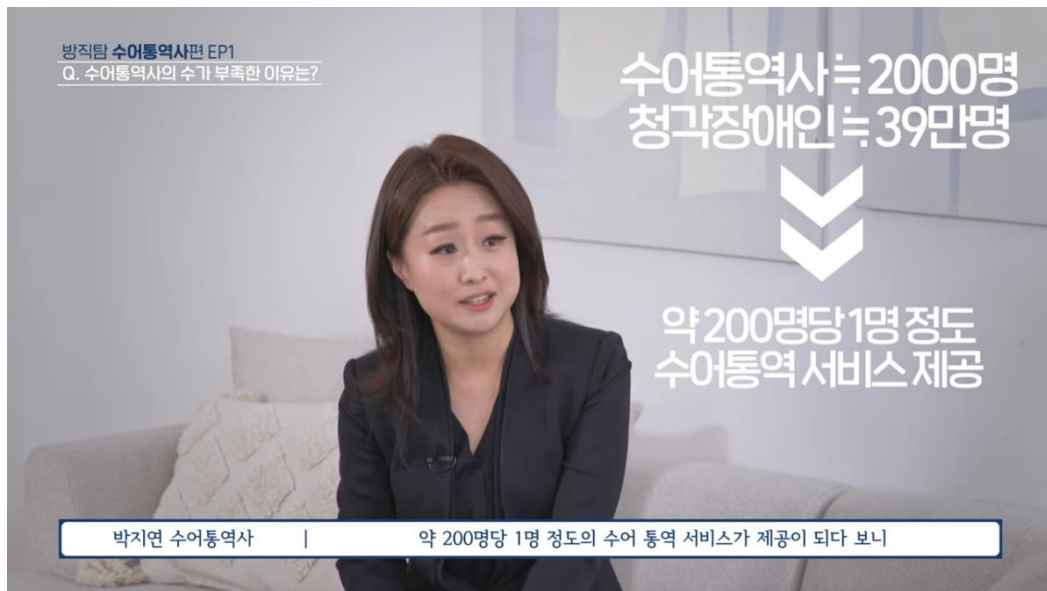 방직탐 수어통역사편 EP1
Q. 수어통역사의 수가 부족한 이유는?
수어통역사≒2000명
청각장애인≒39만명
약 200명당 1명 정도
수어통역 서비스 제공
박지연 수어통역사 | 약 200명당 1명 정도의 수어 통역 서비스가 제공이 되다 보니